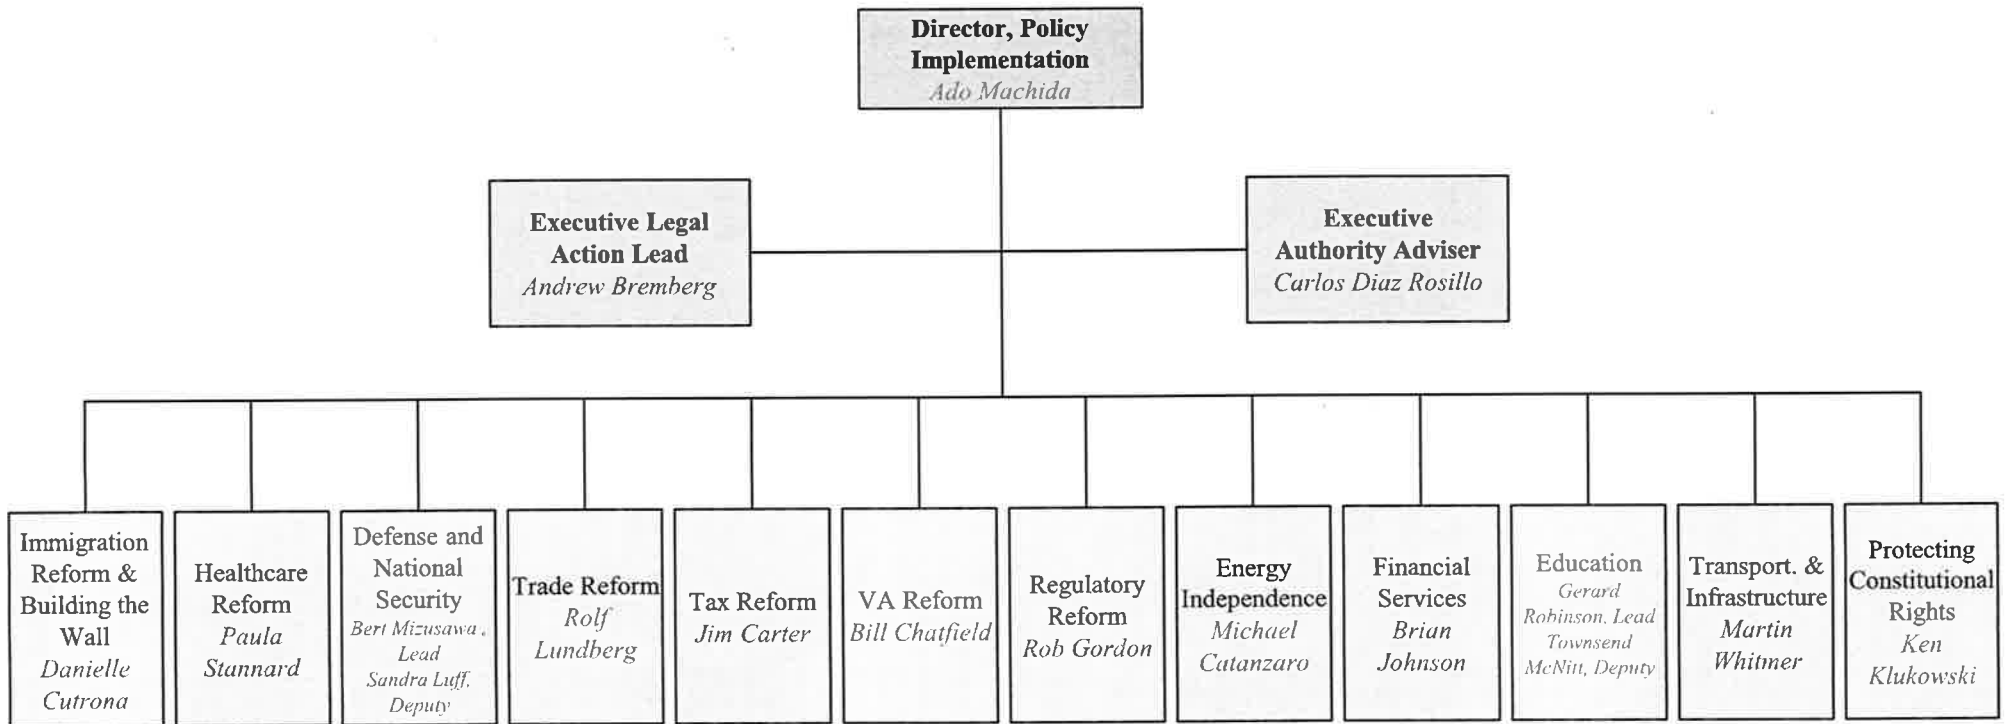 Director, Policy
Implementation
Ado Machida
Executive Legal
Action Lead
Andrew Bremberg
Executive
Authority Adviser
Carlos Diaz Rosillo
Immigration
Reform &
Building the
Wall
Danielle
Cutrona
Healthcare
Reform
Paula
Stannard
Defense and
National
Security
Bert Mizusawa,
Lead
Sandra Luff,
Deputy
Trade Reform
Rolf
Lundberg
Tax Reform
Jim Carter
VA Reform
Bill Chatfield
Regulatory
Reform
Rob Gordon
Energy
Independence
Michael
Catanzaro
Financial
Services
Brian
Johnson
Education
Gerard
Robinson, Lead
Townsend
McNitt, Deputy
Transport. &
Infrastructure
Martin
Whitmer
Protecting
Constitutional
Rights
Ken
Klukowski